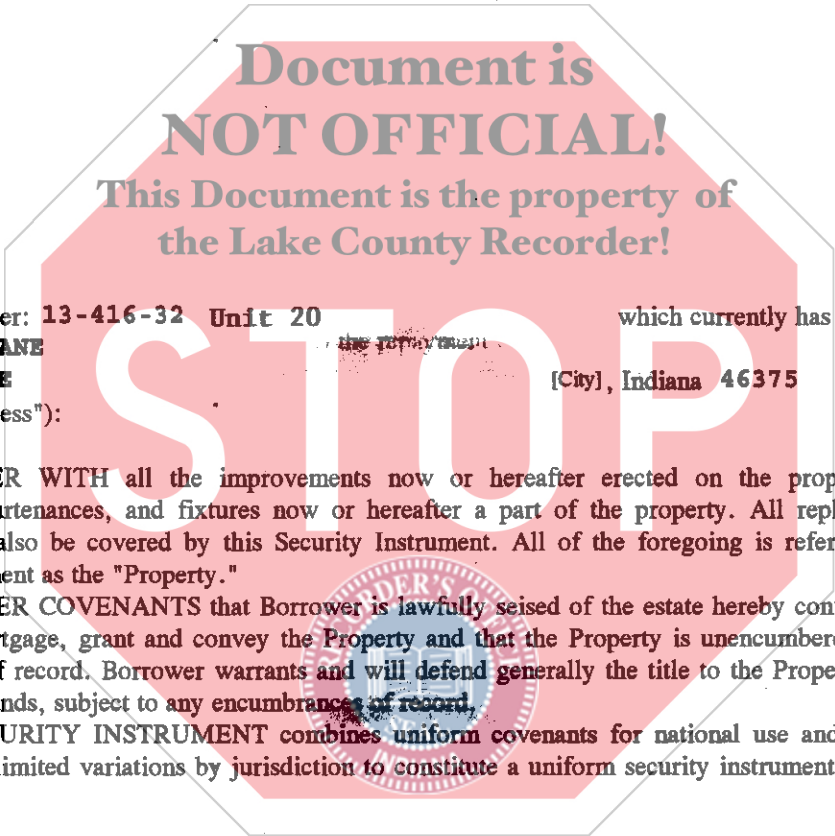 Document is
NOT OFFICIAL!
This Document is the property of
the Lake County Recorder!
STOP
er: 13-416-32 Unit 20 which currently has
ANE
the
E [City], Indiana 46375
ess"):
ER WITH all the improvements now or hereafter erected on the prop
urtenances, and fixtures now or hereafter a part of the property. All repl
also be covered by this Security Instrument. All of the foregoing is refer
ent as the "Property."
ER COVENANTS that Borrower is lawfully seised of the estate hereby con
rtgage, grant and convey the Property and that the Property is unencumber
f record. Borrower warrants and will defend generally the title to the Prope
nds, subject to any encumbrances of record.
URITY INSTRUMENT combines uniform covenants for national use and
limited variations by jurisdiction to constitute a uniform security instrument